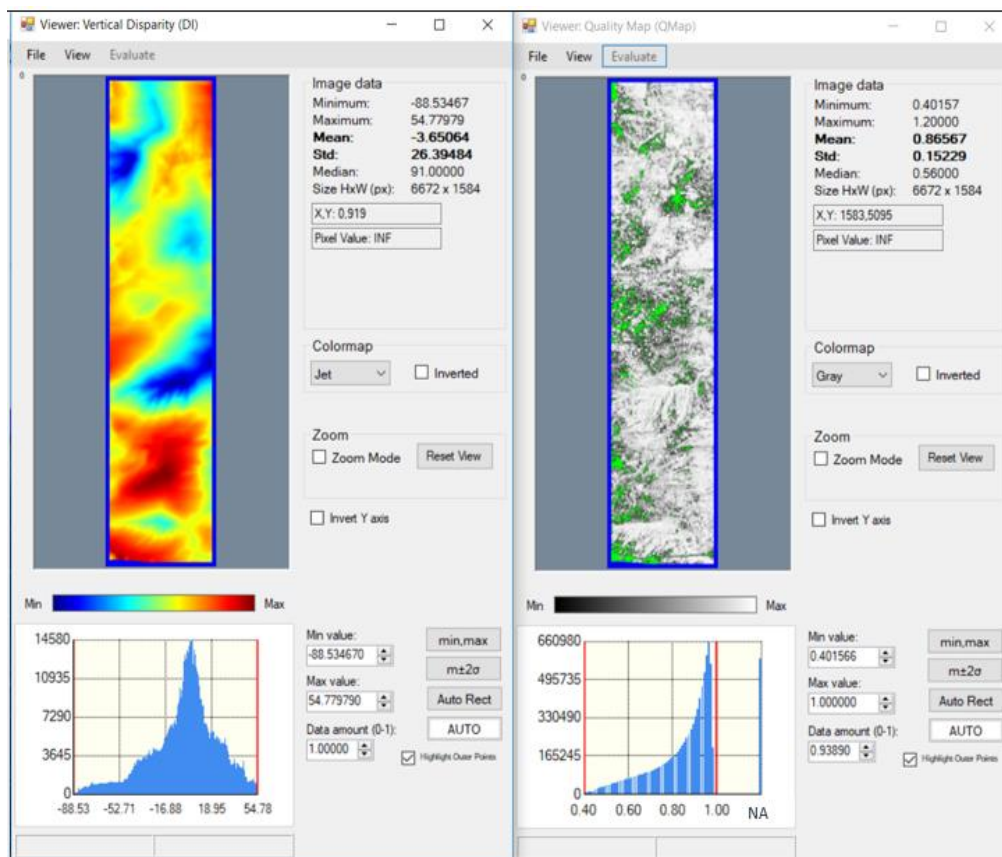 Viewer: Vertical Disparity (DI)
File View Evaluate
0
Image data
Minimum: -88.53467
Maximum: 54.77979
Mean: -3.65064
Std: 26.39484
Median: 91.00000
Size HxW (px): 6672 x 1584
X,Y: 0.919
Pixel Value: INF
Colormap
Jet
Inverted
Zoom
Zoom Mode
Reset View
Invert Y axis
Min
Max
14580
10935
7290
3645
0
-88.53 -52.71 -16.88 18.95 54.78
Min value:
-88.534670
Max value:
54.779790
Data amount (0-1):
1.00000
min,max
m±2σ
Auto Rect
AUTO
Highlight Outer Points
Viewer: Quality Map (QMap)
File View Evaluate
0
Image data
Minimum: 0.40157
Maximum: 1.20000
Mean: 0.86567
Std: 0.15229
Median: 0.56000
Size HxW (px): 6672 x 1584
X,Y: 1583,5095
Pixel Value: INF
Colormap
Gray
Inverted
Zoom
Zoom Mode
Reset View
Invert Y axis
Min
Max
660980
495735
330490
165245
0
0.40 0.60 0.80 1.00 NA
Min value:
0.401566
Max value:
1.000000
Data amount (0-1):
0.93890
min,max
m±2σ
Auto Rect
AUTO
Highlight Outer Points